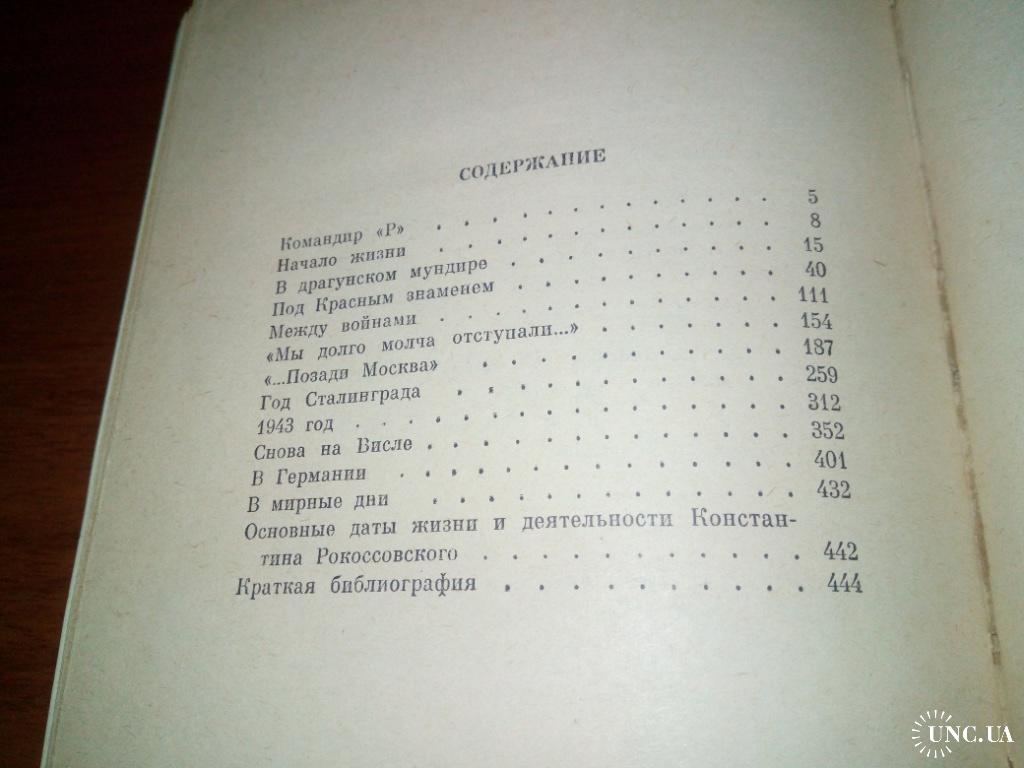 СОДЕРЖАНИЕ
Командир «Р» . . . . . . . . . . . . 5
Начало жизни . . . . . . . . . . . . 8
В драгунском мундире . . . . . . . . . 15
Под Красным знаменем . . . . . . . . . 40
Между войнами . . . . . . . . . . . . 111
«Мы долго молча отступали...» . . . . . . . 154
«...Позади Москва» . . . . . . . . . . 187
Год Сталинграда . . . . . . . . . . . 259
1943 год . . . . . . . . . . . . . . 312
Снова на Висле . . . . . . . . . . . . 352
В Германии . . . . . . . . . . . . . 401
В мирные дни . . . . . . . . . . . . 432
Основные даты жизни и деятельности Констан-
тина Рокоссовского . . . . . . . . . . 442
Краткая библиография . . . . . . . . . . 444
UNC.UA